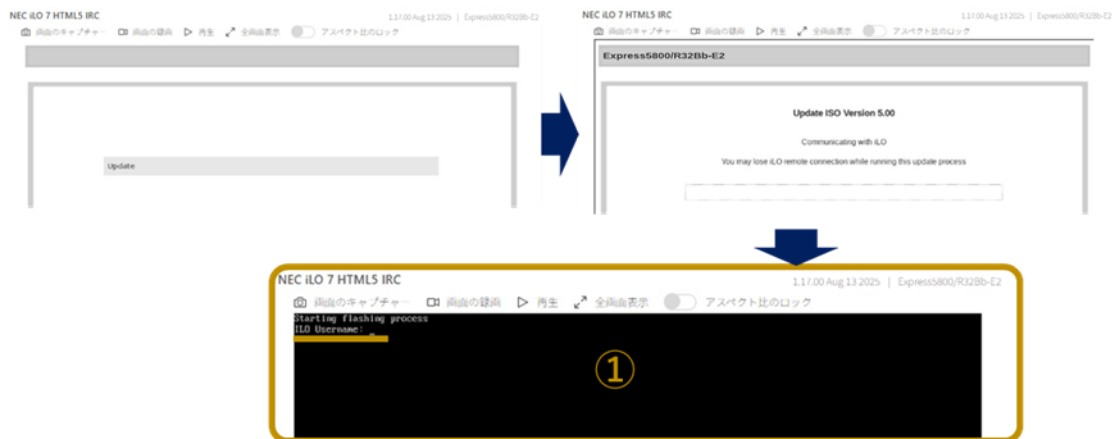 NEC iLO 7 HTML5 IRC
1.17.00 Aug 13 2025 | Express5800/R32Bb-E2
画面のキャプチャー 画面の録画 再生 全画面表示 アスペクト比のロック
Update
NEC iLO 7 HTML5 IRC
1.17.00 Aug 13 2025 | Express5800/R32Bb-E2
画面のキャプチャー 画面の録画 再生 全画面表示 アスペクト比のロック
Express5800/R32Bb-E2
Update ISO Version 5.00
Communicating with iLO
You may lose iLO remote connection while running this update process
NEC iLO 7 HTML5 IRC
1.17.00 Aug 13 2025 | Express5800/R32Bb-E2
画面のキャプチャー 画面の録画 再生 全画面表示 アスペクト比のロック
Starting flashing process
ILO Username: _
①